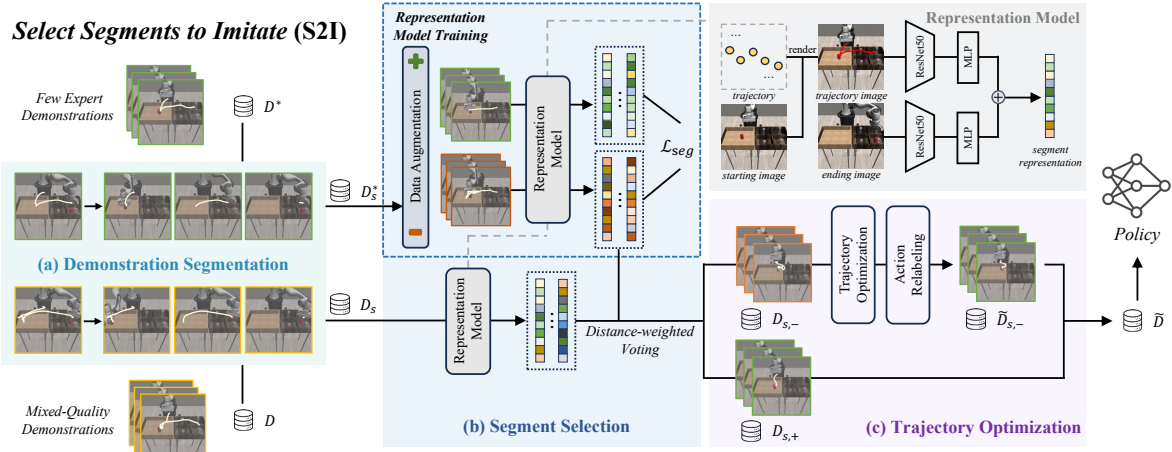 Select Segments to Imitate (S2I)
Few Expert
Demonstrations
D*
D*s
(a) Demonstration Segmentation
Ds
Mixed-Quality
Demonstrations
D
Representation
Model Training
Data Augmentation
Representation
Model
ℒseg
Representation
Model
Distance-weighted
Voting
(b) Segment Selection
Representation Model
...
...
trajectory
render
trajectory image
starting image
ending image
ResNet50
MLP
ResNet50
MLP
segment
representation
Ds,−
Trajectory
Optimization
Action
Relabeling
D̃s,−
Ds,+
(c) Trajectory Optimization
Policy
D̃